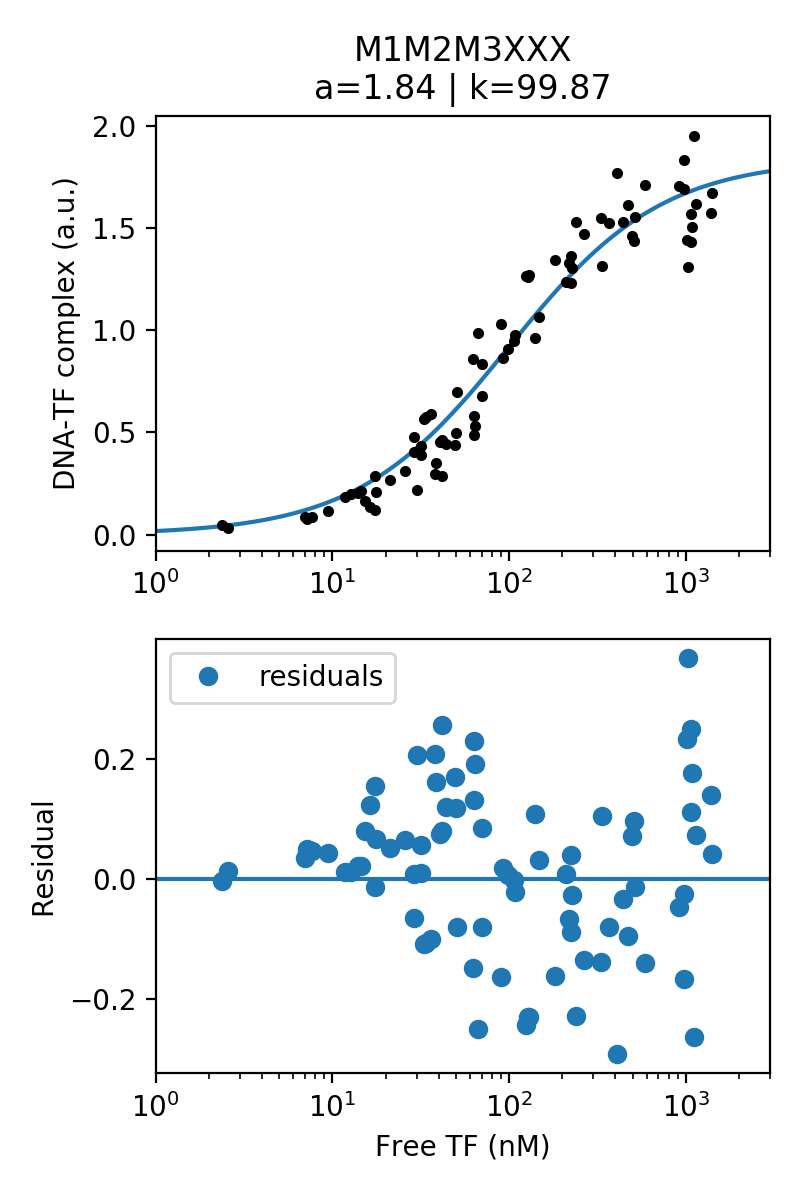 M1M2M3XXX
a=1.84 | k=99.87
2.0
1.5
1.0
0.5
0.0
DNA-TF complex (a.u.)
10⁰ 10¹ 10² 10³
residuals
0.2
0.0
−0.2
Residual
10⁰ 10¹ 10² 10³
Free TF (nM)